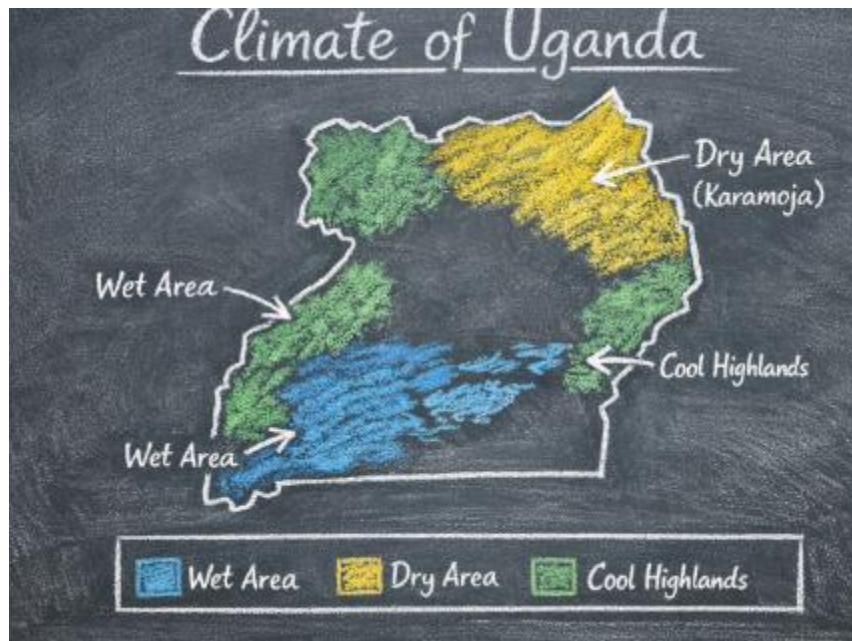 Climate of Uganda
Dry Area
(Karamoja)
Wet Area
Cool Highlands
Wet Area
Wet Area
Dry Area
Cool Highlands